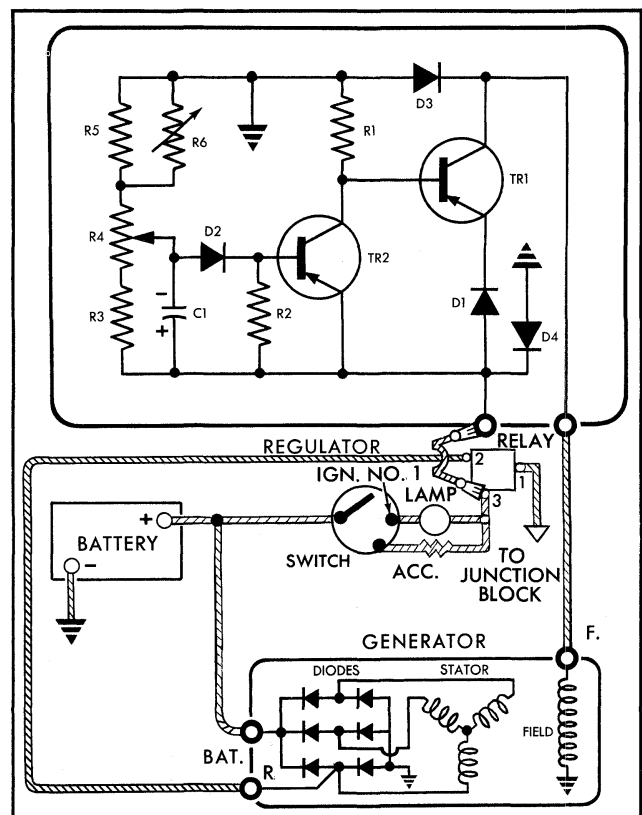 D3
R5
R6
R1
TR1
R4
D2
TR2
D1
R3
−
+
C1
R2
D4
REGULATOR
RELAY
2
1
3
IGN. NO. 1
LAMP
+
BATTERY
−
SWITCH
ACC.
TO
JUNCTION
BLOCK
F.
GENERATOR
DIODES
STATOR
FIELD
BAT.
R.